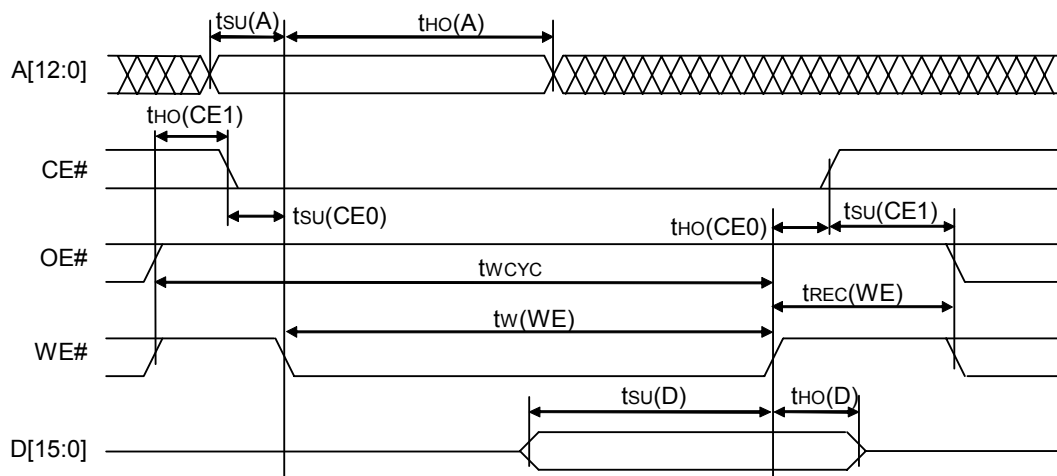 tSU(A)
tHO(A)
A[12:0]
tHO(CE1)
CE#
tSU(CE0)
tHO(CE0)
tSU(CE1)
OE#
tWCYC
tREC(WE)
tW(WE)
WE#
tSU(D)
tHO(D)
D[15:0]